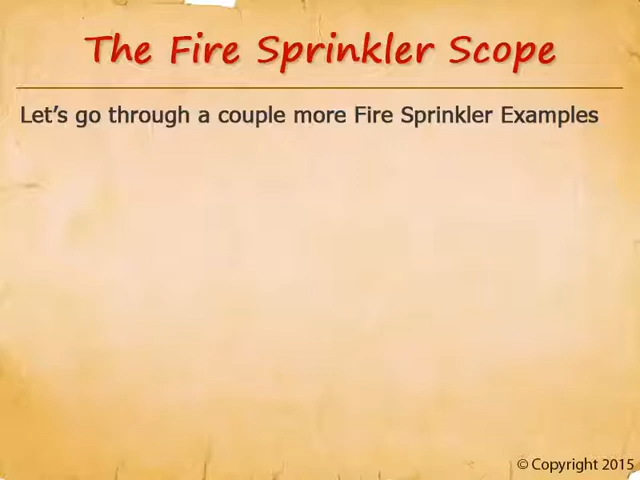 The Fire Sprinkler Scope
Let’s go through a couple more Fire Sprinkler Examples
© Copyright 2015